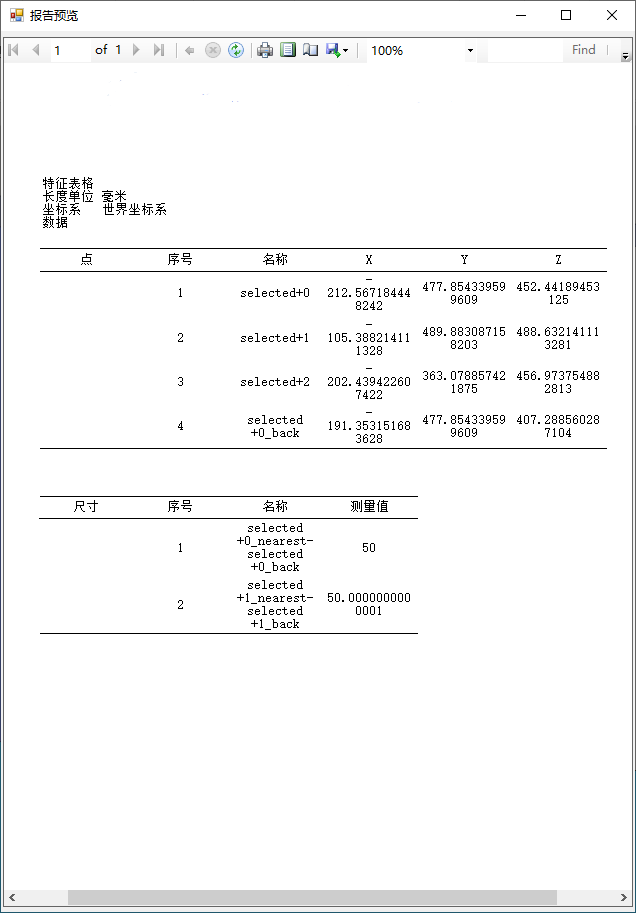 报告预览
1 of 1 100% Find
特征表格
长度单位 毫米
坐标系 世界坐标系
数据
点 序号 名称 X Y Z
1 selected+0 -212.567184448242 477.854339599609 452.44189453125
2 selected+1 -105.388214111328 489.883087158203 488.632141113281
3 selected+2 -202.439422607422 363.078857421875 456.973754882813
4 selected+0_back -191.353151683628 477.854339599609 407.288560287104
尺寸 序号 名称 测量值
1 selected+0_nearest-selected+0_back 50
2 selected+1_nearest-selected+1_back 50.0000000000001